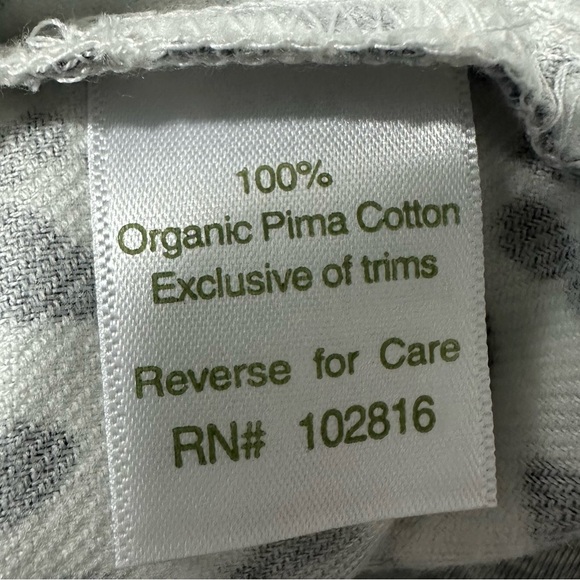 100%
Organic Pima Cotton
Exclusive of trims
Reverse for Care
RN# 102816